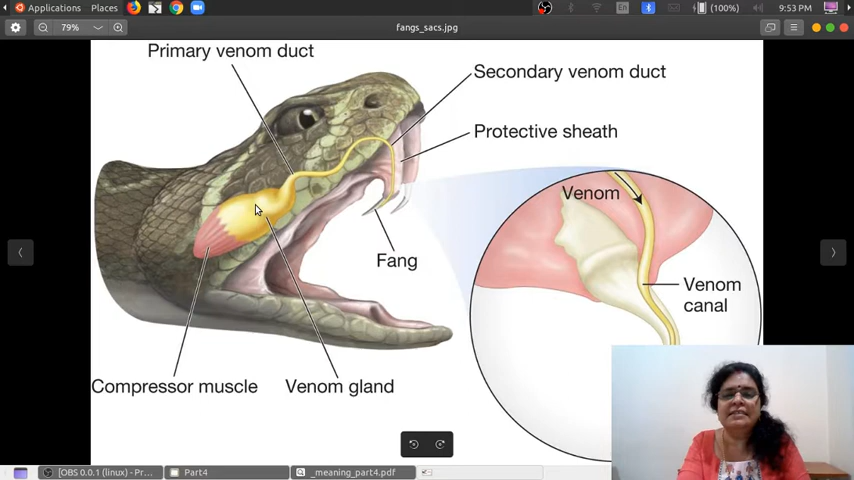 Applications Places En (100%) 9:53 PM
79% fangs_sacs.jpg
Primary venom duct
Secondary venom duct
Protective sheath
Venom
Fang
Venom
canal
Compressor muscle Venom gland
[OBS 0.0.1 (linux) - Pr... Part4 _meaning_part4.pdf